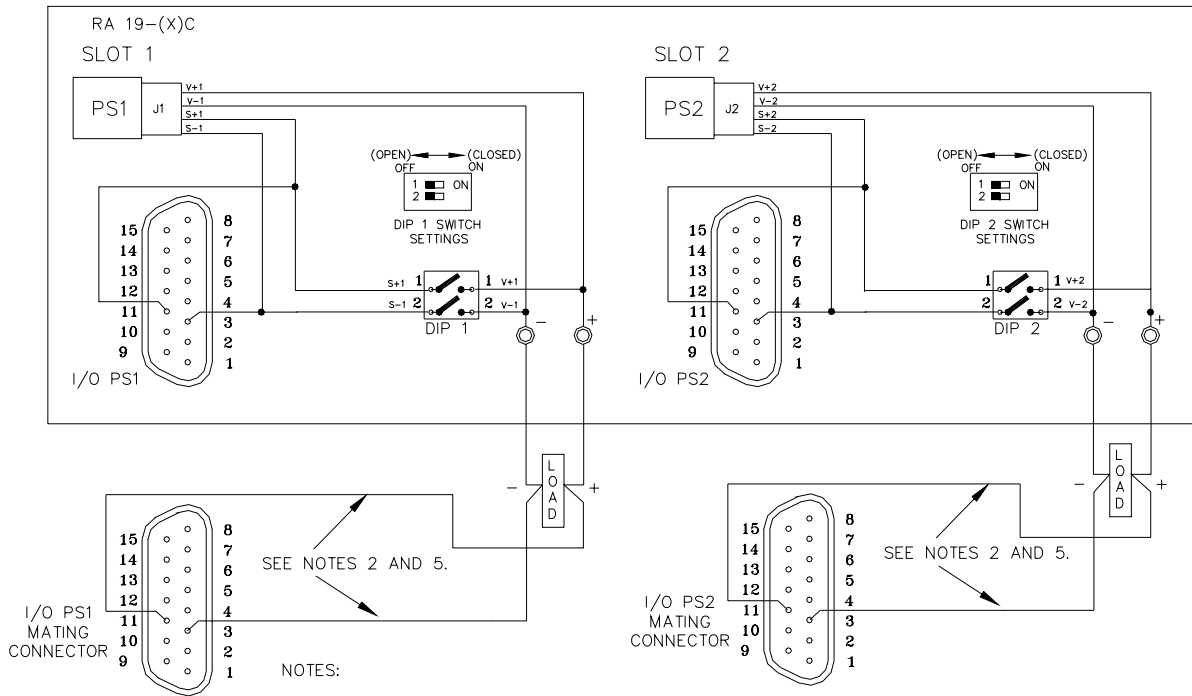 RA 19-(X)C
SLOT 1
PS1
J1
V+1
V-1
S+1
S-1
(OPEN) (CLOSED)
OFF ON
1 ON
2
DIP 1 SWITCH
SETTINGS
15
14
13
12
11
10
9
8
7
6
5
4
3
2
1
I/O PS1
S+1 1 1 V+1
S-1 2 2 V-1
DIP 1
- +
SLOT 2
PS2
J2
V+2
V-2
S+2
S-2
(OPEN) (CLOSED)
OFF ON
1 ON
2
DIP 2 SWITCH
SETTINGS
15
14
13
12
11
10
9
8
7
6
5
4
3
2
1
I/O PS2
1 1 V+2
2 2 V-2
DIP 2
- +
- LOAD +
15
14
13
12
11
10
9
8
7
6
5
4
3
2
1
SEE NOTES 2 AND 5.
I/O PS1
MATING
CONNECTOR
NOTES:
- LOAD +
15
14
13
12
11
10
9
8
7
6
5
4
3
2
1
SEE NOTES 2 AND 5.
I/O PS2
MATING
CONNECTOR